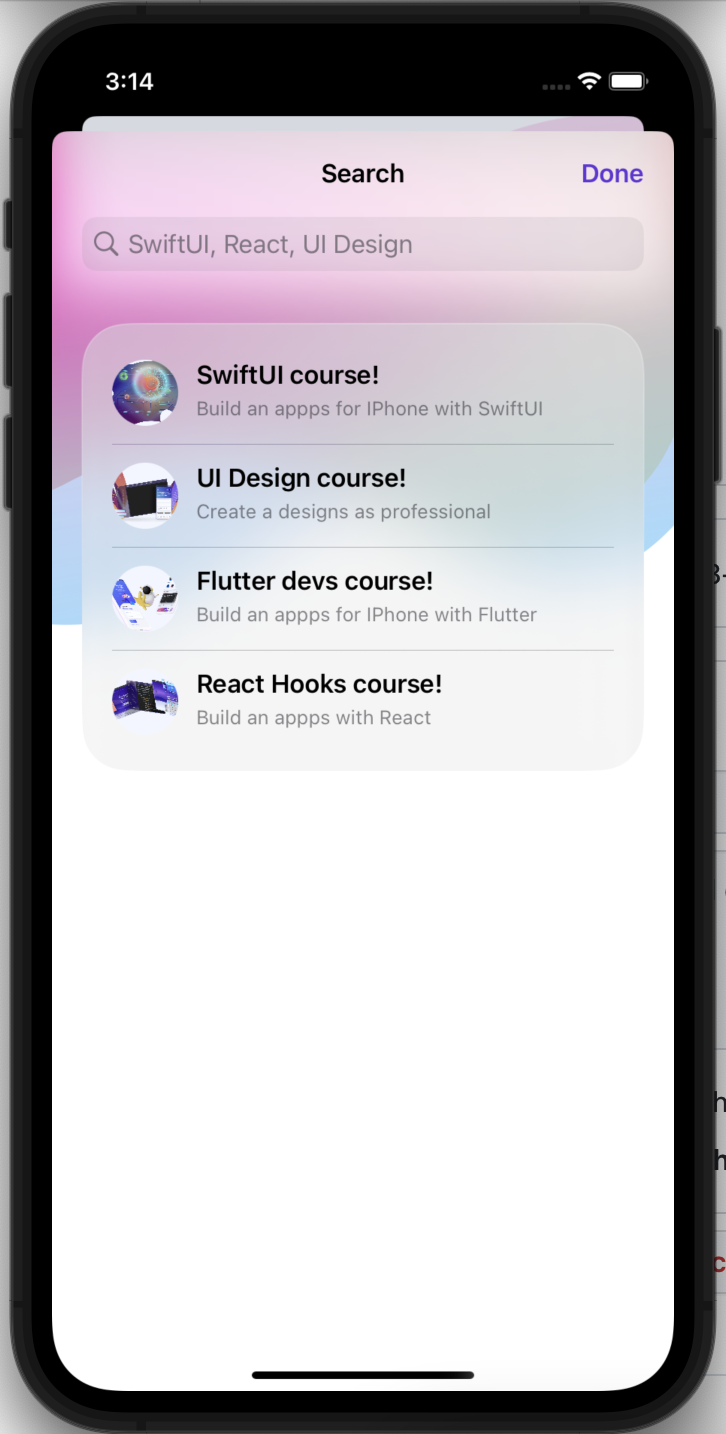 3:14
Search
Done
SwiftUI, React, UI Design
SwiftUI course!
Build an appps for IPhone with SwiftUI
UI Design course!
Create a designs as professional
Flutter devs course!
Build an appps for IPhone with Flutter
React Hooks course!
Build an appps with React